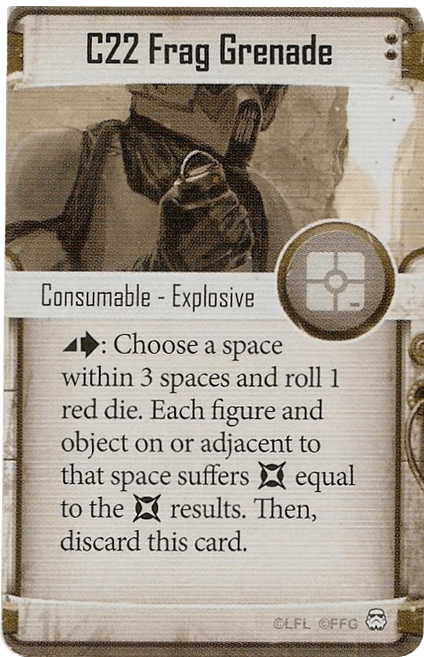 C22 Frag Grenade
Consumable - Explosive
: Choose a space
within 3 spaces and roll 1
red die. Each figure and
object on or adjacent to
that space suffers equal
to the results. Then,
discard this card.
©LFL ©FFG